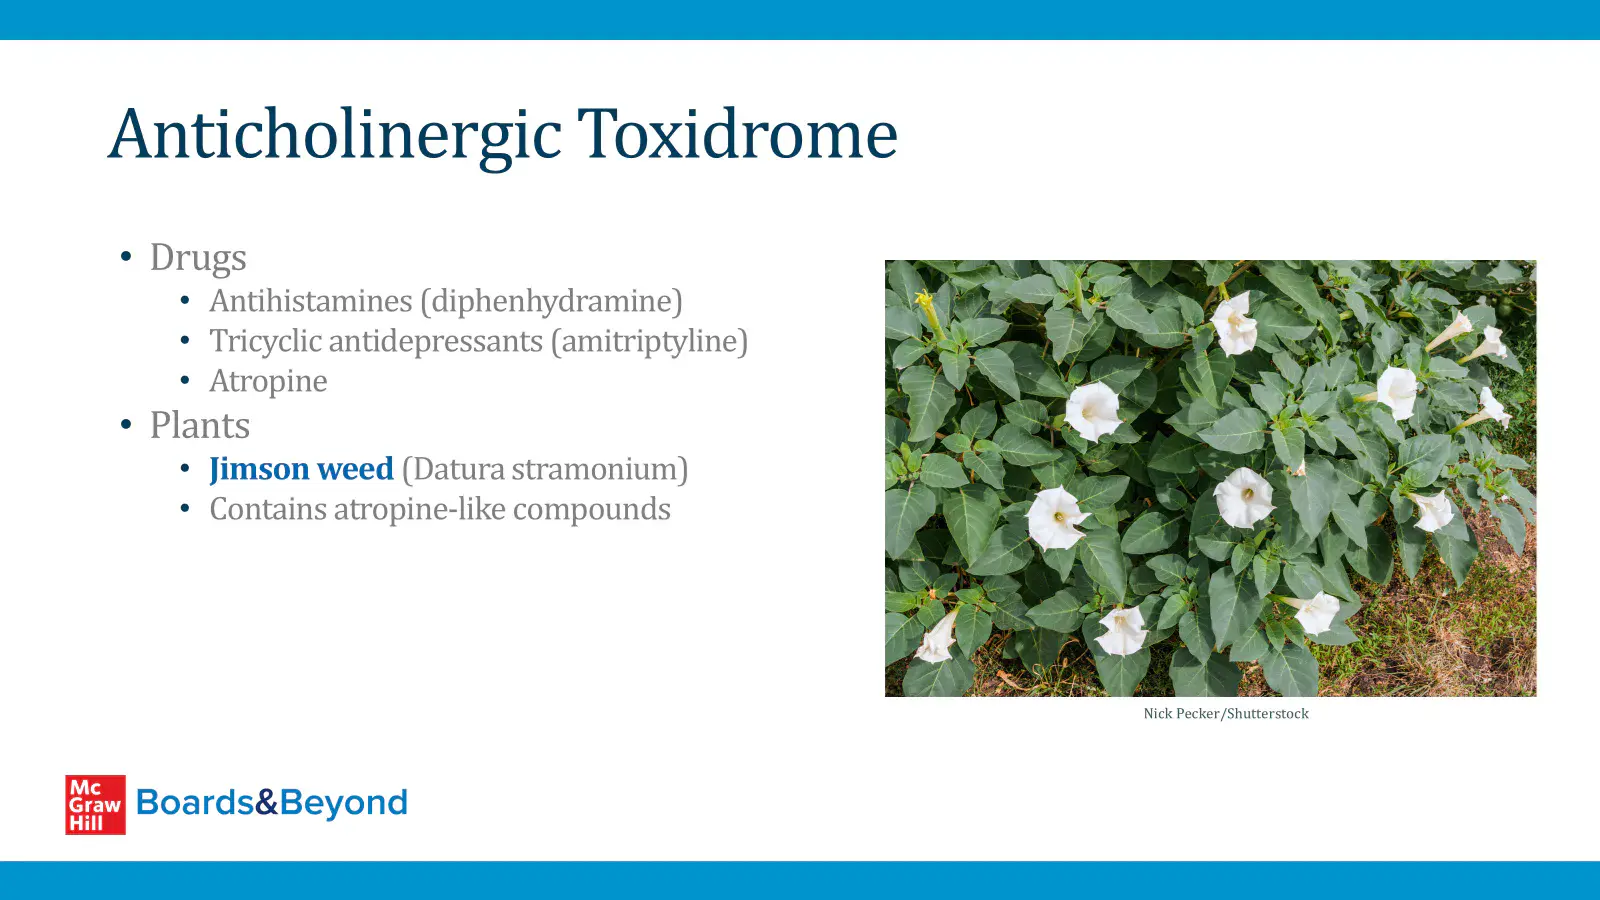 Anticholinergic Toxidrome
• Drugs
• Antihistamines (diphenhydramine)
• Tricyclic antidepressants (amitriptyline)
• Atropine
• Plants
• Jimson weed (Datura stramonium)
• Contains atropine-like compounds
Nick Pecker/Shutterstock
Mc
Graw
Hill
Boards&Beyond